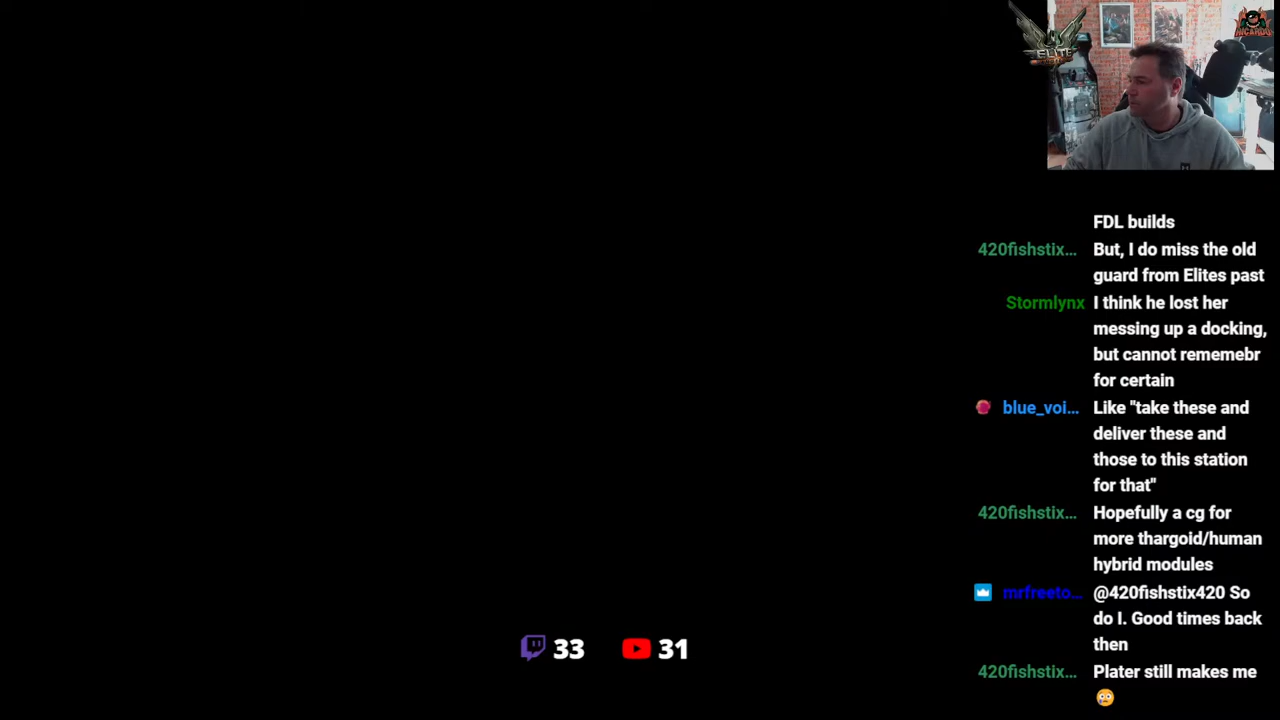 ELITE
RICARDO
FDL builds
420fishstix... But, I do miss the old
guard from Elites past
Stormlynx I think he lost her
messing up a docking,
but cannot rememebr
for certain
blue_voi... Like "take these and
deliver these and
those to this station
for that"
420fishstix... Hopefully a cg for
more thargoid/human
hybrid modules
mrfreeto... @420fishstix420 So
do I. Good times back
then
420fishstix... Plater still makes me
😢
33 31